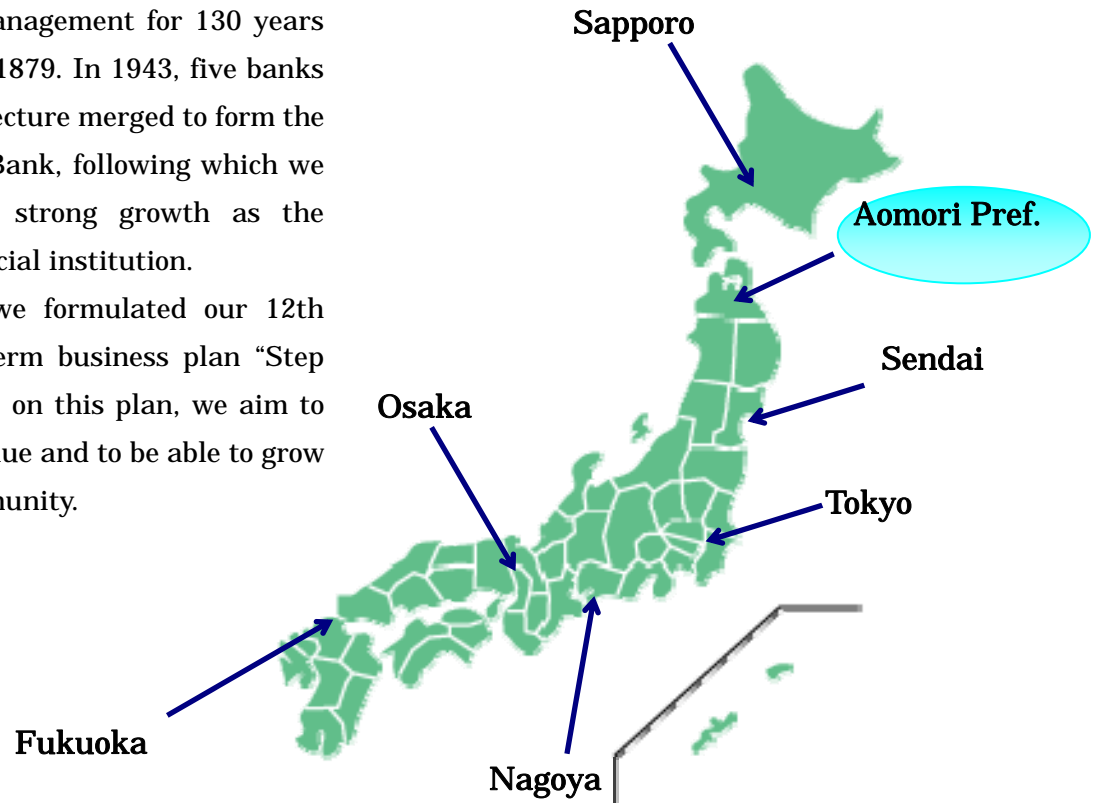 anagement for 130 years
1879. In 1943, five banks
ecture merged to form the
Bank, following which we
strong growth as the
cial institution.
we formulated our 12th
erm business plan “Step
on this plan, we aim to
lue and to be able to grow
munity.
Sapporo
Aomori Pref.
Sendai
Osaka
Tokyo
Fukuoka
Nagoya